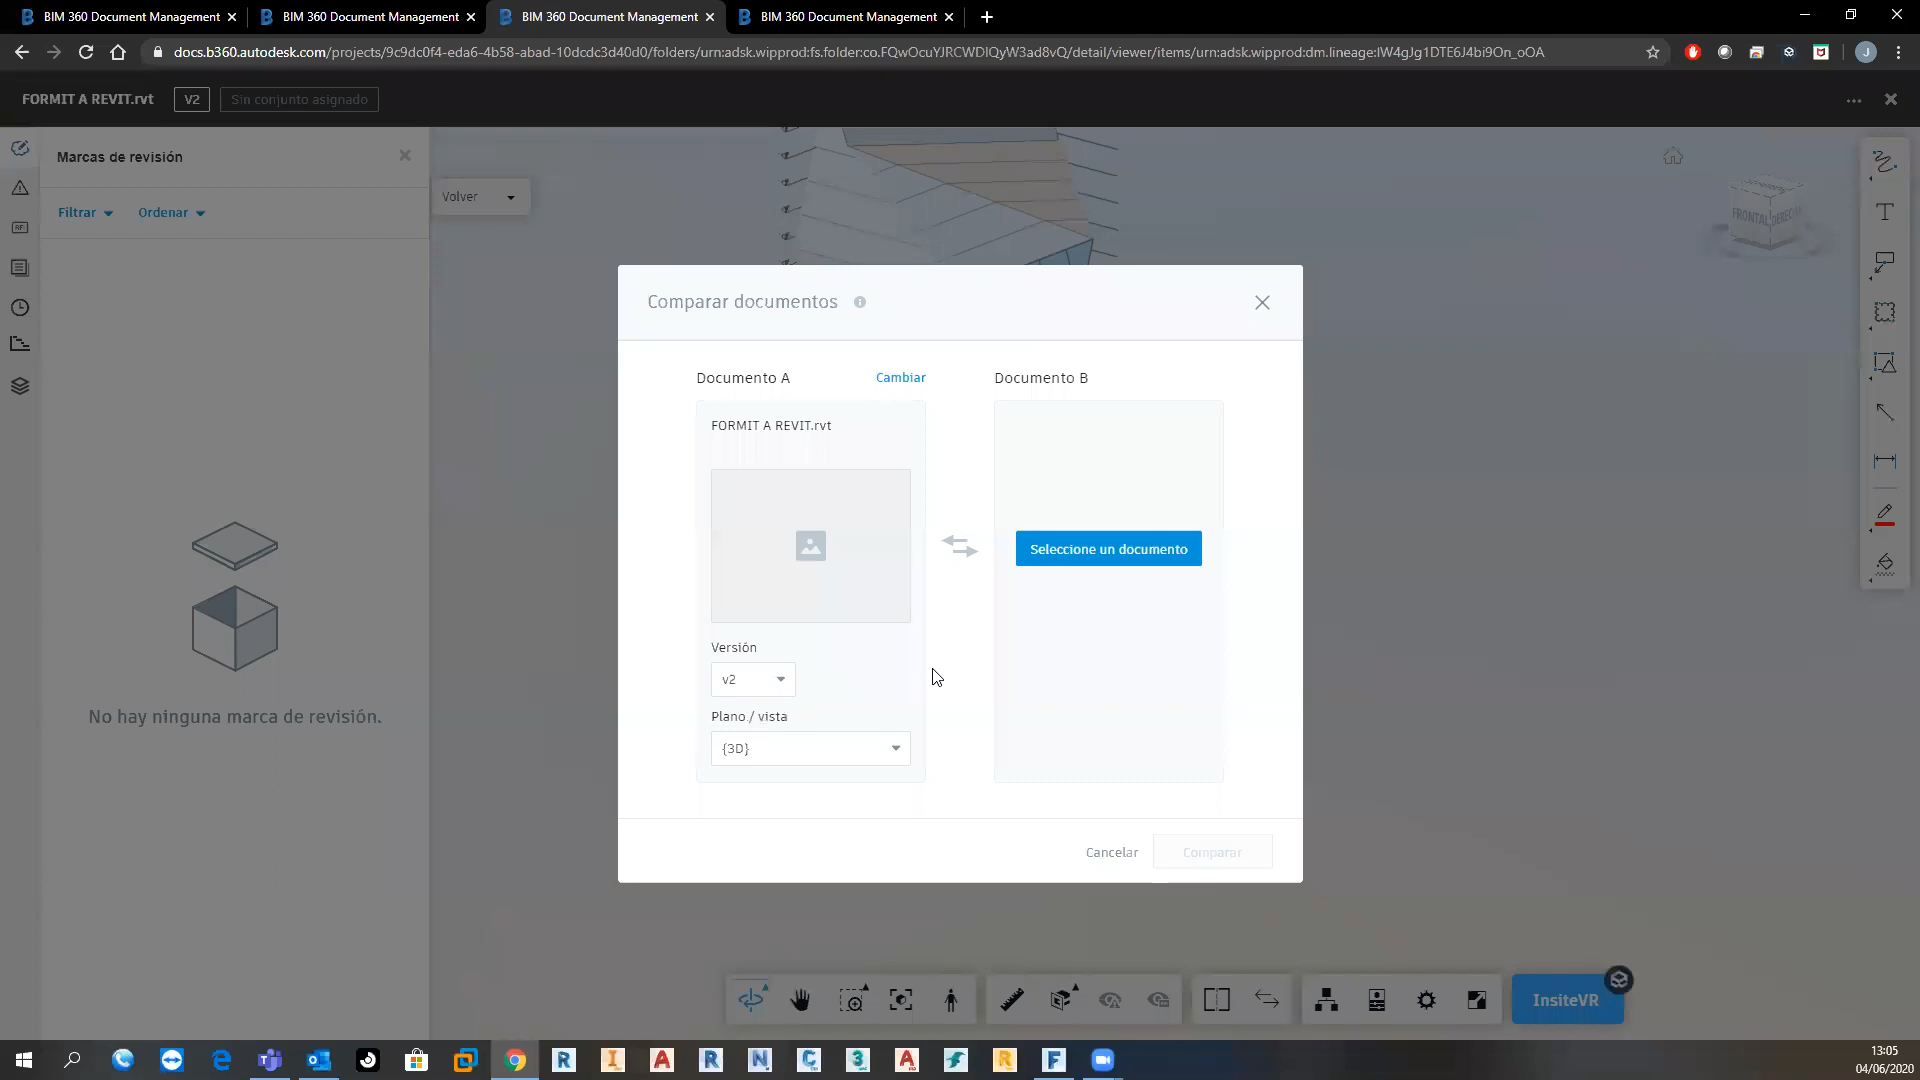 BIM 360 Document Management
BIM 360 Document Management
BIM 360 Document Management
BIM 360 Document Management
docs.b360.autodesk.com/projects/9c9dc0f4-eda6-4b58-abad-10dcdc3d40d0/folders/urn:adsk.wipprod:fs.folder:co.FQwOcuYJRCWDlQyW3ad8vQ/detail/viewer/items/urn:adsk.wipprod:dm.lineage:IW4gJg1DTE6J4bi9On_oOA
J
FORMIT A REVIT.rvt
V2
Sin conjunto asignado
Marcas de revisión
Filtrar
Ordenar
Volver
FRONTAL
RFI
No hay ninguna marca de revisión.
Comparar documentos
Documento A
Cambiar
Documento B
FORMIT A REVIT.rvt
Seleccione un documento
Versión
v2
Plano / vista
{3D}
Cancelar
Comparar
InsiteVR
13:05
04/06/2020